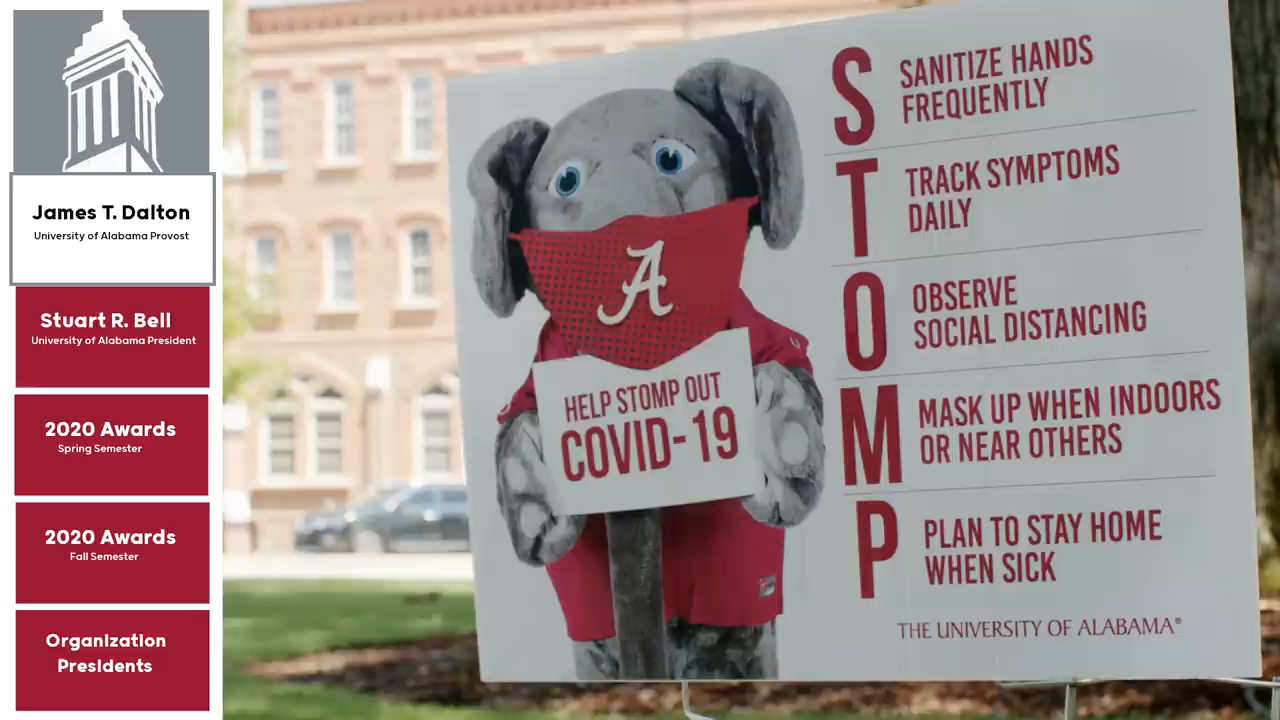 James T. Dalton
University of Alabama Provost
Stuart R. Bell
University of Alabama President
2020 Awards
Spring Semester
2020 Awards
Fall Semester
Organization
Presidents
A
HELP STOMP OUT
COVID-19
S
SANITIZE HANDS
FREQUENTLY
T
TRACK SYMPTOMS
DAILY
O
OBSERVE
SOCIAL DISTANCING
M
MASK UP WHEN INDOORS
OR NEAR OTHERS
P
PLAN TO STAY HOME
WHEN SICK
THE UNIVERSITY OF ALABAMA®